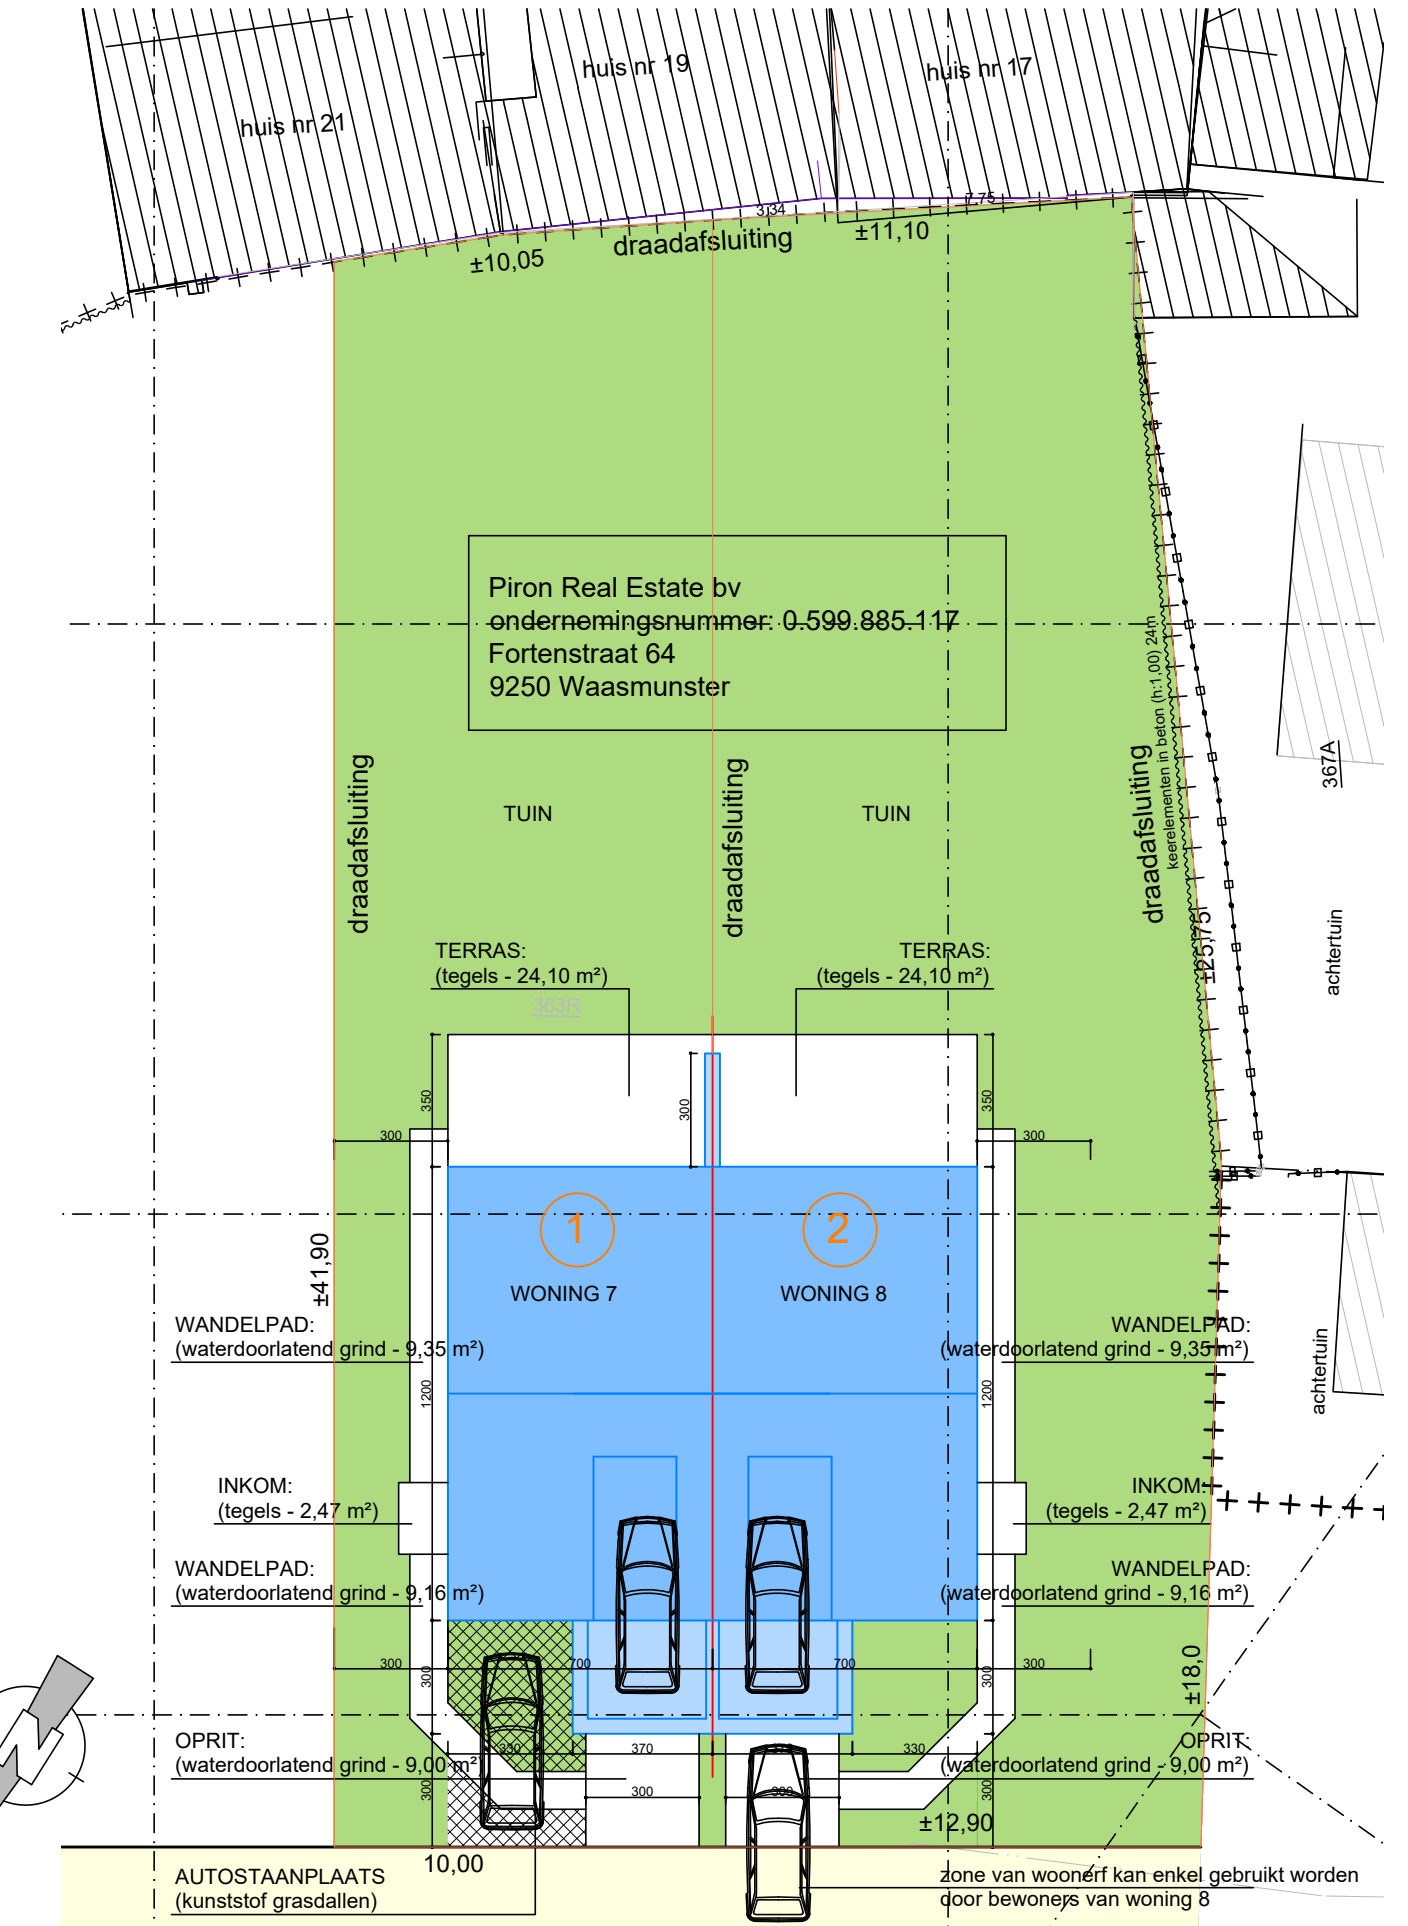 huis nr 21
huis nr 19
huis nr 17
3,34
7,75
±10,05
draadafsluiting
±11,10
Piron Real Estate bv
ondernemingsnummer: 0.599.885.117
Fortenstraat 64
9250 Waasmunster
draadafsluiting
draadafsluiting
draadafsluiting
keerelementen in beton (h:1,00) 24m
367A
TUIN
TUIN
achtertuin
±25,75
TERRAS:
(tegels - 24,10 m²)
TERRAS:
(tegels - 24,10 m²)
363R
350
300
350
300
300
1
2
WONING 7
WONING 8
±41,90
WANDELPAD:
(waterdoorlatend grind - 9,35 m²)
WANDELPAD:
(waterdoorlatend grind - 9,35 m²)
1200
1200
achtertuin
INKOM:
(tegels - 2,47 m²)
INKOM:
(tegels - 2,47 m²)
WANDELPAD:
(waterdoorlatend grind - 9,16 m²)
WANDELPAD:
(waterdoorlatend grind - 9,16 m²)
300
300
700
700
300
300
±18,0
OPRIT:
(waterdoorlatend grind - 9,00 m²)
OPRIT:
(waterdoorlatend grind - 9,00 m²)
330
370
330
300
300
300
300
±12,90
10,00
AUTOSTAANPLAATS
(kunststof grasdallen)
zone van woonerf kan enkel gebruikt worden
door bewoners van woning 8